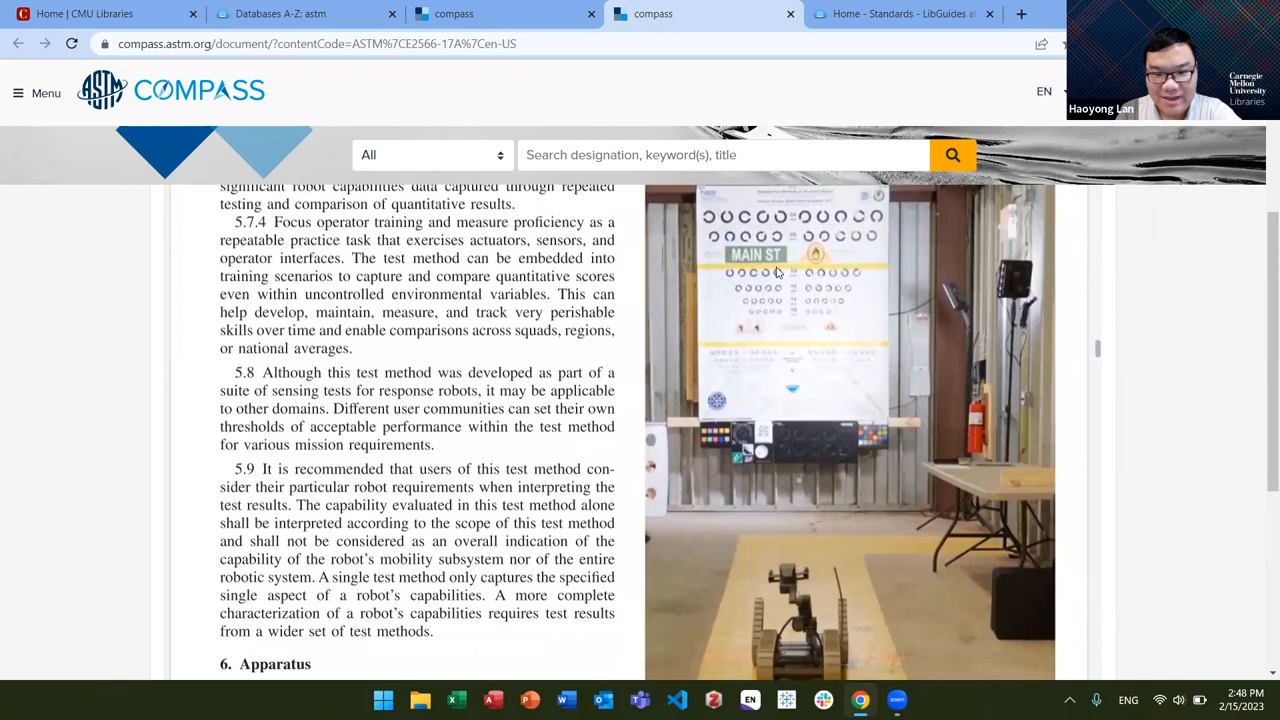 Home | CMU Libraries
Databases A-Z: astm
compass
compass
Home - Standards - LibGuides at
compass.astm.org/document/?contentCode=ASTM%7CE2566-17A%7Cen-US
Menu
ASTM
COMPASS
EN
Carnegie
Mellon
University
Libraries
Haoyong Lan
All
Search designation, keyword(s), title
significant robot capabilities data captured through repeated
testing and comparison of quantitative results.
5.7.4 Focus operator training and measure proficiency as a
repeatable practice task that exercises actuators, sensors, and
operator interfaces. The test method can be embedded into
training scenarios to capture and compare quantitative scores
even within uncontrolled environmental variables. This can
help develop, maintain, measure, and track very perishable
skills over time and enable comparisons across squads, regions,
or national averages.
5.8 Although this test method was developed as part of a
suite of sensing tests for response robots, it may be applicable
to other domains. Different user communities can set their own
thresholds of acceptable performance within the test method
for various mission requirements.
5.9 It is recommended that users of this test method con-
sider their particular robot requirements when interpreting the
test results. The capability evaluated in this test method alone
shall be interpreted according to the scope of this test method
and shall not be considered as an overall indication of the
capability of the robot's mobility subsystem nor of the entire
robotic system. A single test method only captures the specified
single aspect of a robot's capabilities. A more complete
characterization of a robot's capabilities requires test results
from a wider set of test methods.
6. Apparatus
MAIN ST
EN
zoom
ENG
2:48 PM
2/15/2023